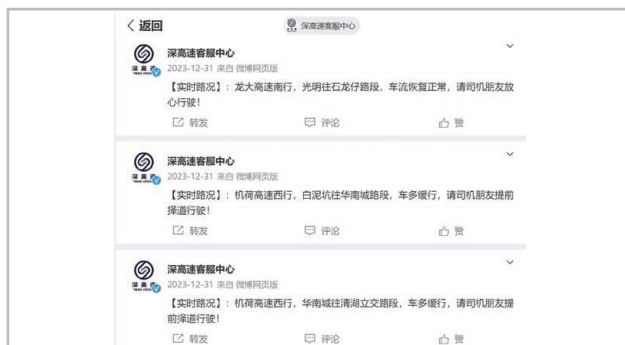 返回
深高速客服中心
深高速客服中心
2023-12-31 来自 微博网页版
【实时路况】：龙大高速南行，光明往石龙仔路段，车流恢复正常，请司机朋友放
心行驶！
转发 评论 赞
深高速客服中心
2023-12-31 来自 微博网页版
【实时路况】：机荷高速西行，白泥坑往华南城路段，车多缓行，请司机朋友提前
择道行驶！
转发 评论 赞
深高速客服中心
2023-12-31 来自 微博网页版
【实时路况】：机荷高速西行，华南城往清湖立交路段，车多缓行，请司机朋友提
前择道行驶！
转发 评论 赞